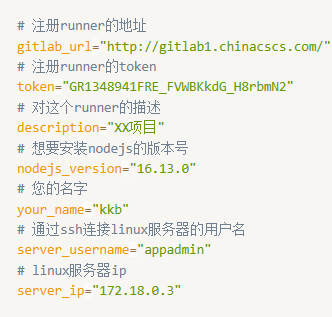 # 注册runner的地址
gitlab_url="http://gitlab1.chinacscs.com/"
# 注册runner的token
token="GR1348941FRE_FVWBKkdG_H8rbmN2"
# 对这个runner的描述
description="XX项目"
# 想要安装nodejs的版本号
nodejs_version="16.13.0"
# 您的名字
your_name="kkb"
# 通过ssh连接linux服务器的用户名
server_username="appadmin"
# linux服务器ip
server_ip="172.18.0.3"